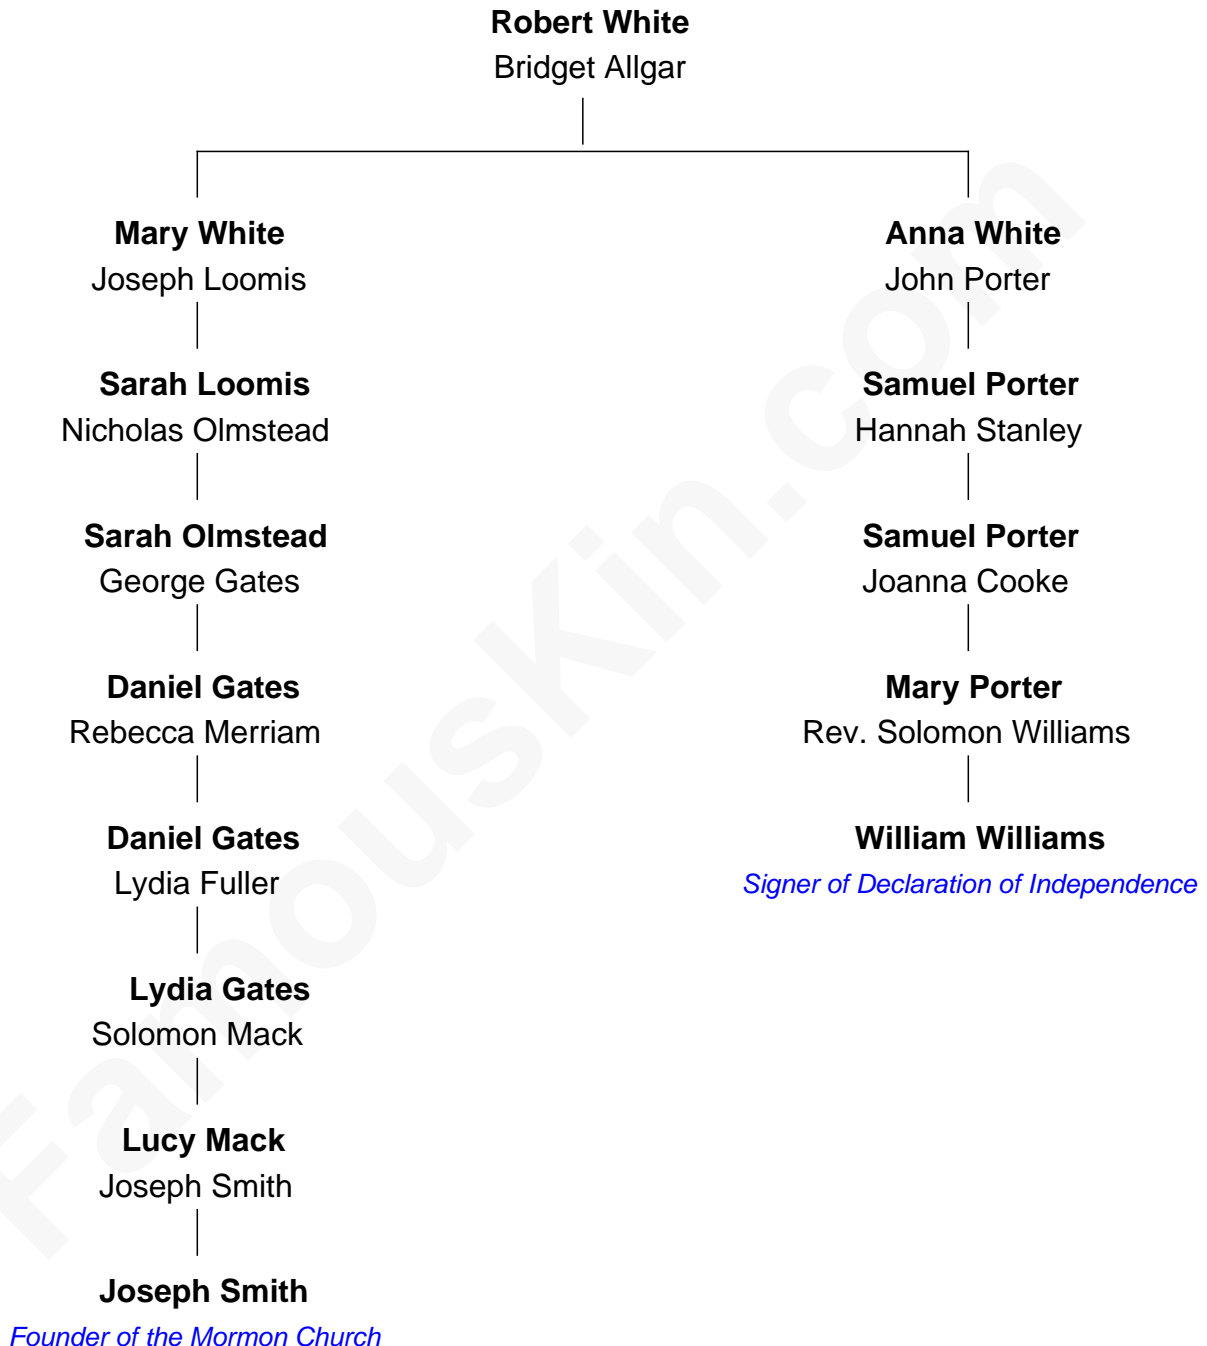 Robert White
Bridget Allgar
Mary White
Joseph Loomis
Sarah Loomis
Nicholas Olmstead
Sarah Olmstead
George Gates
Daniel Gates
Rebecca Merriam
Daniel Gates
Lydia Fuller
Lydia Gates
Solomon Mack
Lucy Mack
Joseph Smith
Joseph Smith
Founder of the Mormon Church
Anna White
John Porter
Samuel Porter
Hannah Stanley
Samuel Porter
Joanna Cooke
Mary Porter
Rev. Solomon Williams
William Williams
Signer of Declaration of Independence
FamousKin.com